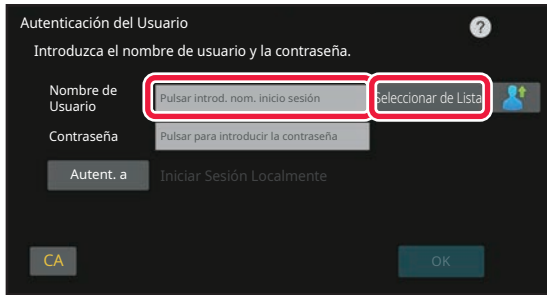 Autenticación del Usuario
?
Introduzca el nombre de usuario y la contraseña.
Nombre de
Usuario
Pulsar introd. nom. inicio sesión
Seleccionar de Lista
Contraseña
Pulsar para introducir la contraseña
Autent. a
Iniciar Sesión Localmente
CA
OK